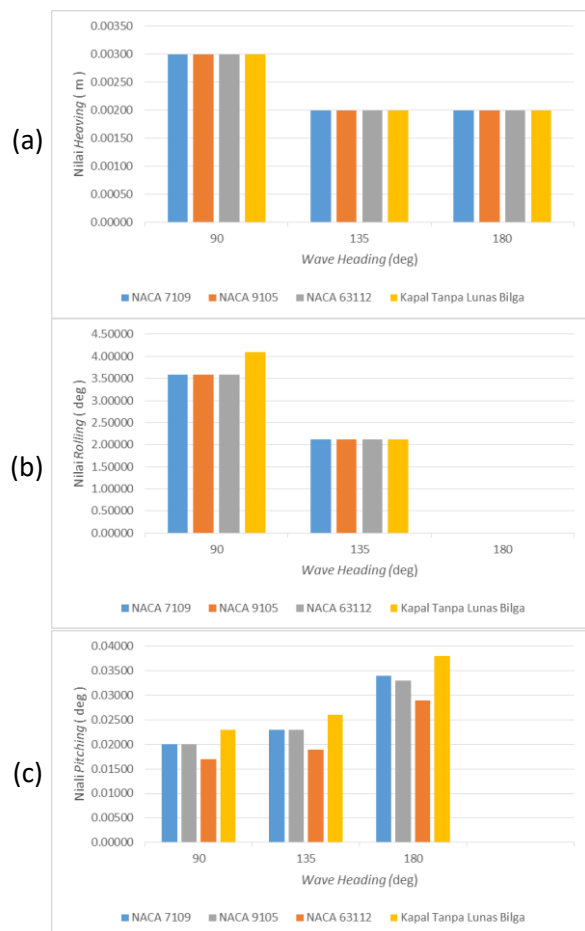 (a)
Nilai Heaving ( m )
0.00350
0.00300
0.00250
0.00200
0.00150
0.00100
0.00050
0.00000
90 135 180
Wave Heading (deg)
NACA 7109 NACA 9105 NACA 63112 Kapal Tanpa Lunas Bilga
(b)
Nilai Rolling ( deg )
4.50000
4.00000
3.50000
3.00000
2.50000
2.00000
1.50000
1.00000
0.50000
0.00000
90 135 180
Wave Heading (deg)
NACA 7109 NACA 9105 NACA 63112 Kapal Tanpa Lunas Bilga
(c)
Niali Pitching ( deg )
0.04000
0.03500
0.03000
0.02500
0.02000
0.01500
0.01000
0.00500
0.00000
90 135 180
Wave Heading (deg)
NACA 7109 NACA 9105 NACA 63112 Kapal Tanpa Lunas Bilga